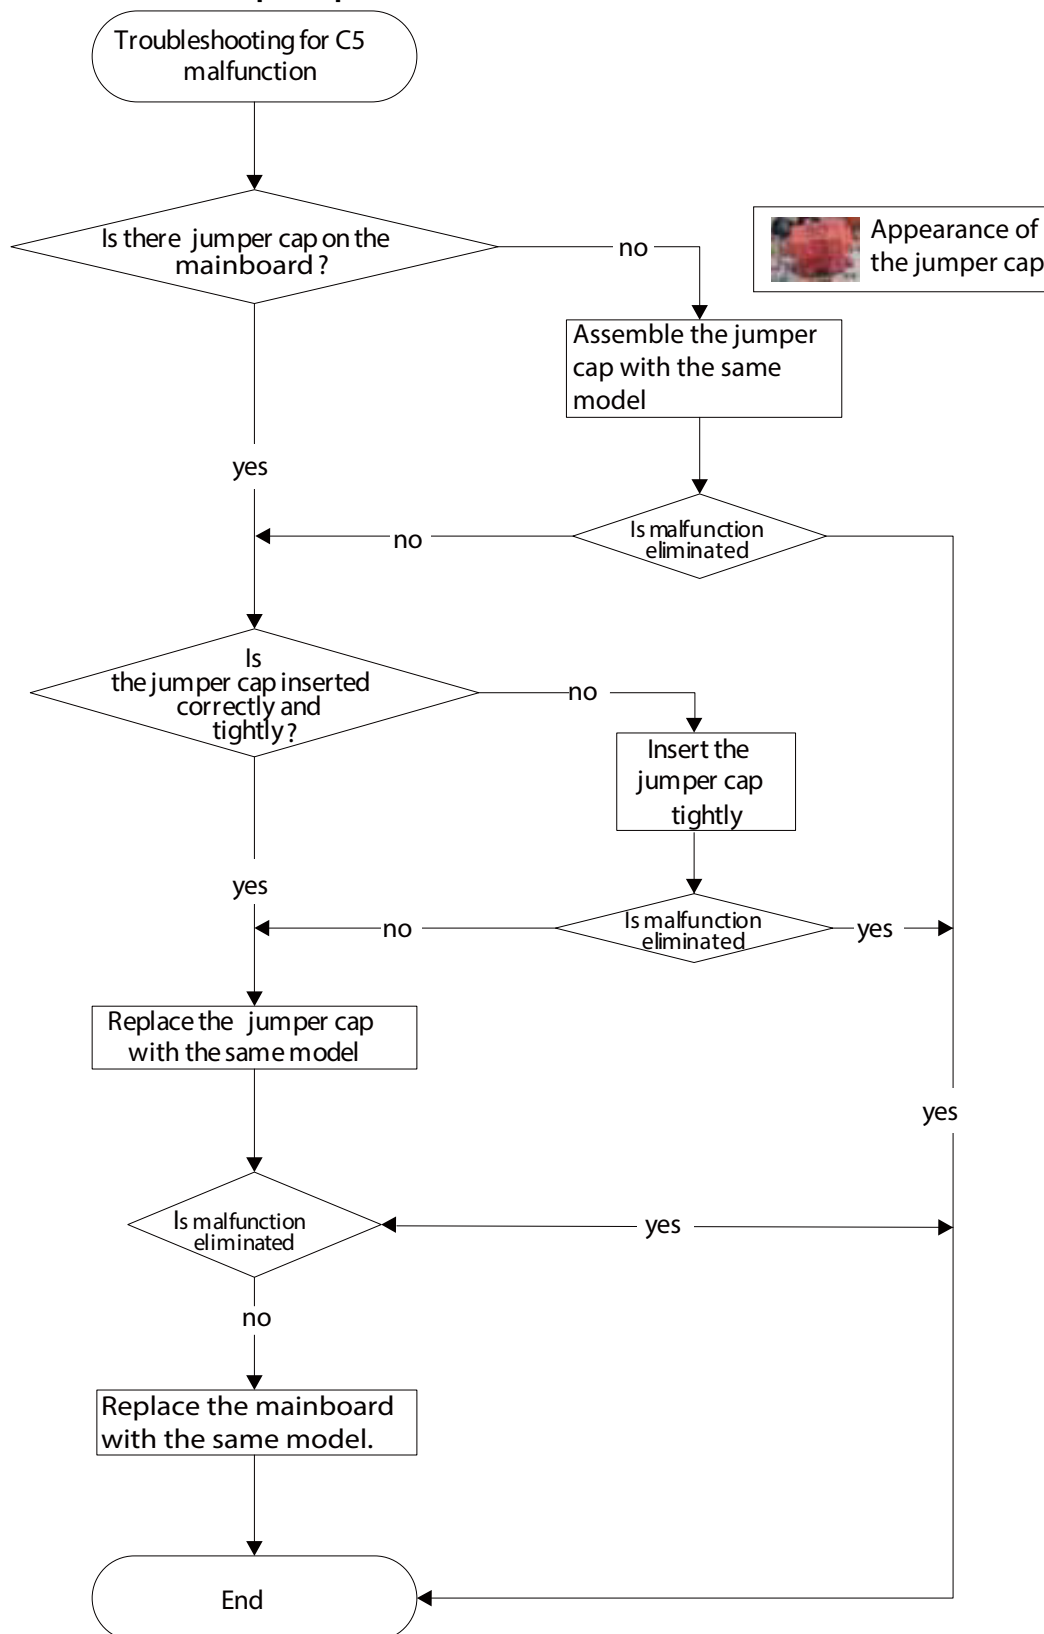 Troubleshooting for C5
malfunction
Is there jumper cap on the
mainboard ?
no
Appearance of
the jumper cap
Assemble the jumper
cap with the same
model
yes
Is malfunction
eliminated
no
Is
the jumper cap inserted
correctly and
tightly ?
no
Insert the
jumper cap
tightly
yes
Is malfunction
eliminated
no
yes
Replace the jumper cap
with the same model
yes
Is malfunction
eliminated
yes
no
Replace the mainboard
with the same model.
End